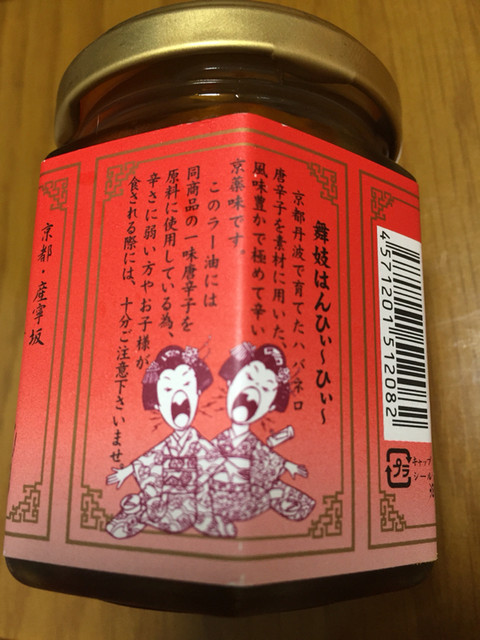 舞妓はんひぃ〜ひぃ〜
京都丹波で育てたハバネロ
唐辛子を素材に用いた、
風味豊かで極めて辛い
京薬味です。
このラー油には
同商品の一味唐辛子を
原料に使用している為、
辛さに弱い方やお子様が
食される際には、十分ご注意下さいませ。
京都・産寧坂
4571201512082
プラ
キャップ
シール